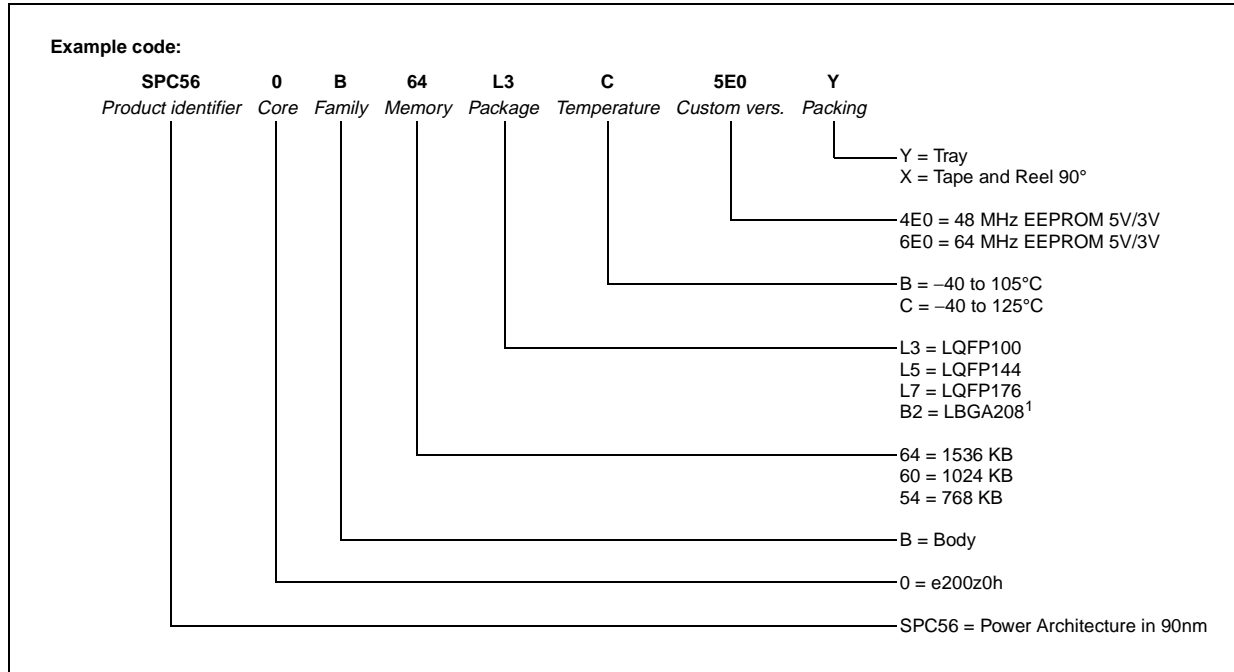 Example code:
SPC56 0 B 64 L3 C 5E0 Y
Product identifier Core Family Memory Package Temperature Custom vers. Packing
Y = Tray
X = Tape and Reel 90°
4E0 = 48 MHz EEPROM 5V/3V
6E0 = 64 MHz EEPROM 5V/3V
B = −40 to 105°C
C = −40 to 125°C
L3 = LQFP100
L5 = LQFP144
L7 = LQFP176
B2 = LBGA208¹
64 = 1536 KB
60 = 1024 KB
54 = 768 KB
B = Body
0 = e200z0h
SPC56 = Power Architecture in 90nm